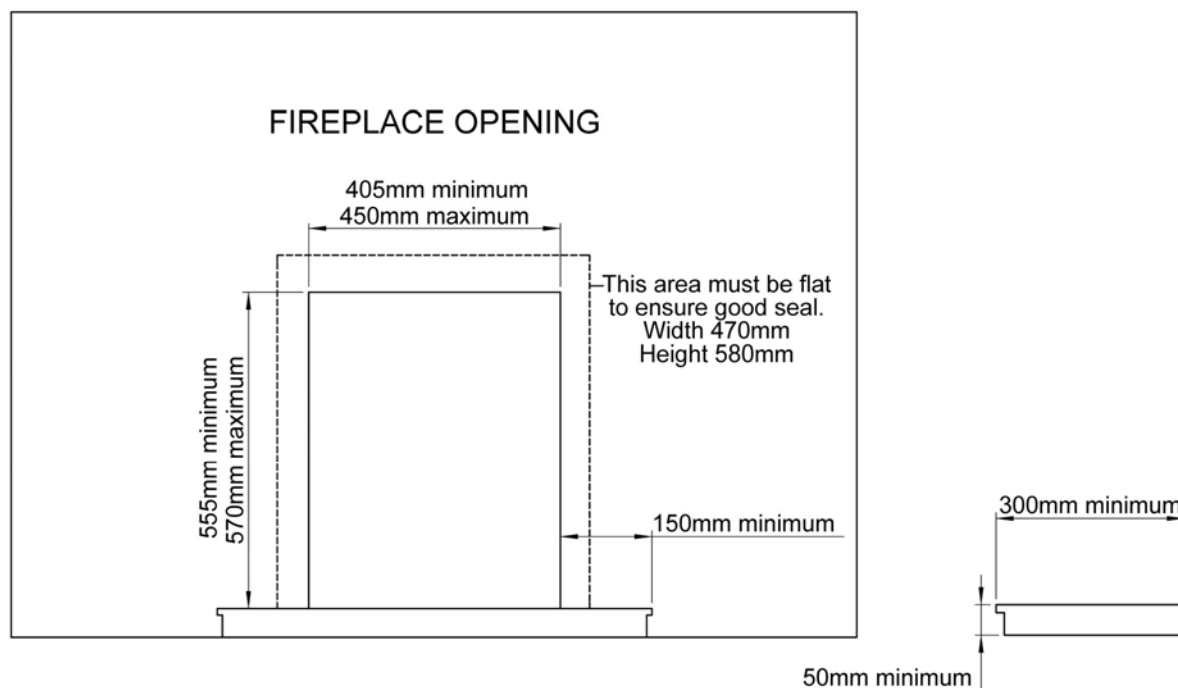 FIREPLACE OPENING
405mm minimum
450mm maximum
This area must be flat
to ensure good seal.
Width 470mm
Height 580mm
555mm minimum
570mm maximum
150mm minimum
300mm minimum
50mm minimum